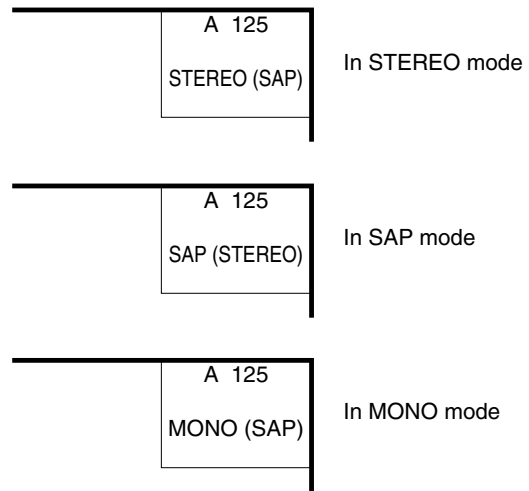 A 125
STEREO (SAP)
In STEREO mode
A 125
SAP (STEREO)
In SAP mode
A 125
MONO (SAP)
In MONO mode